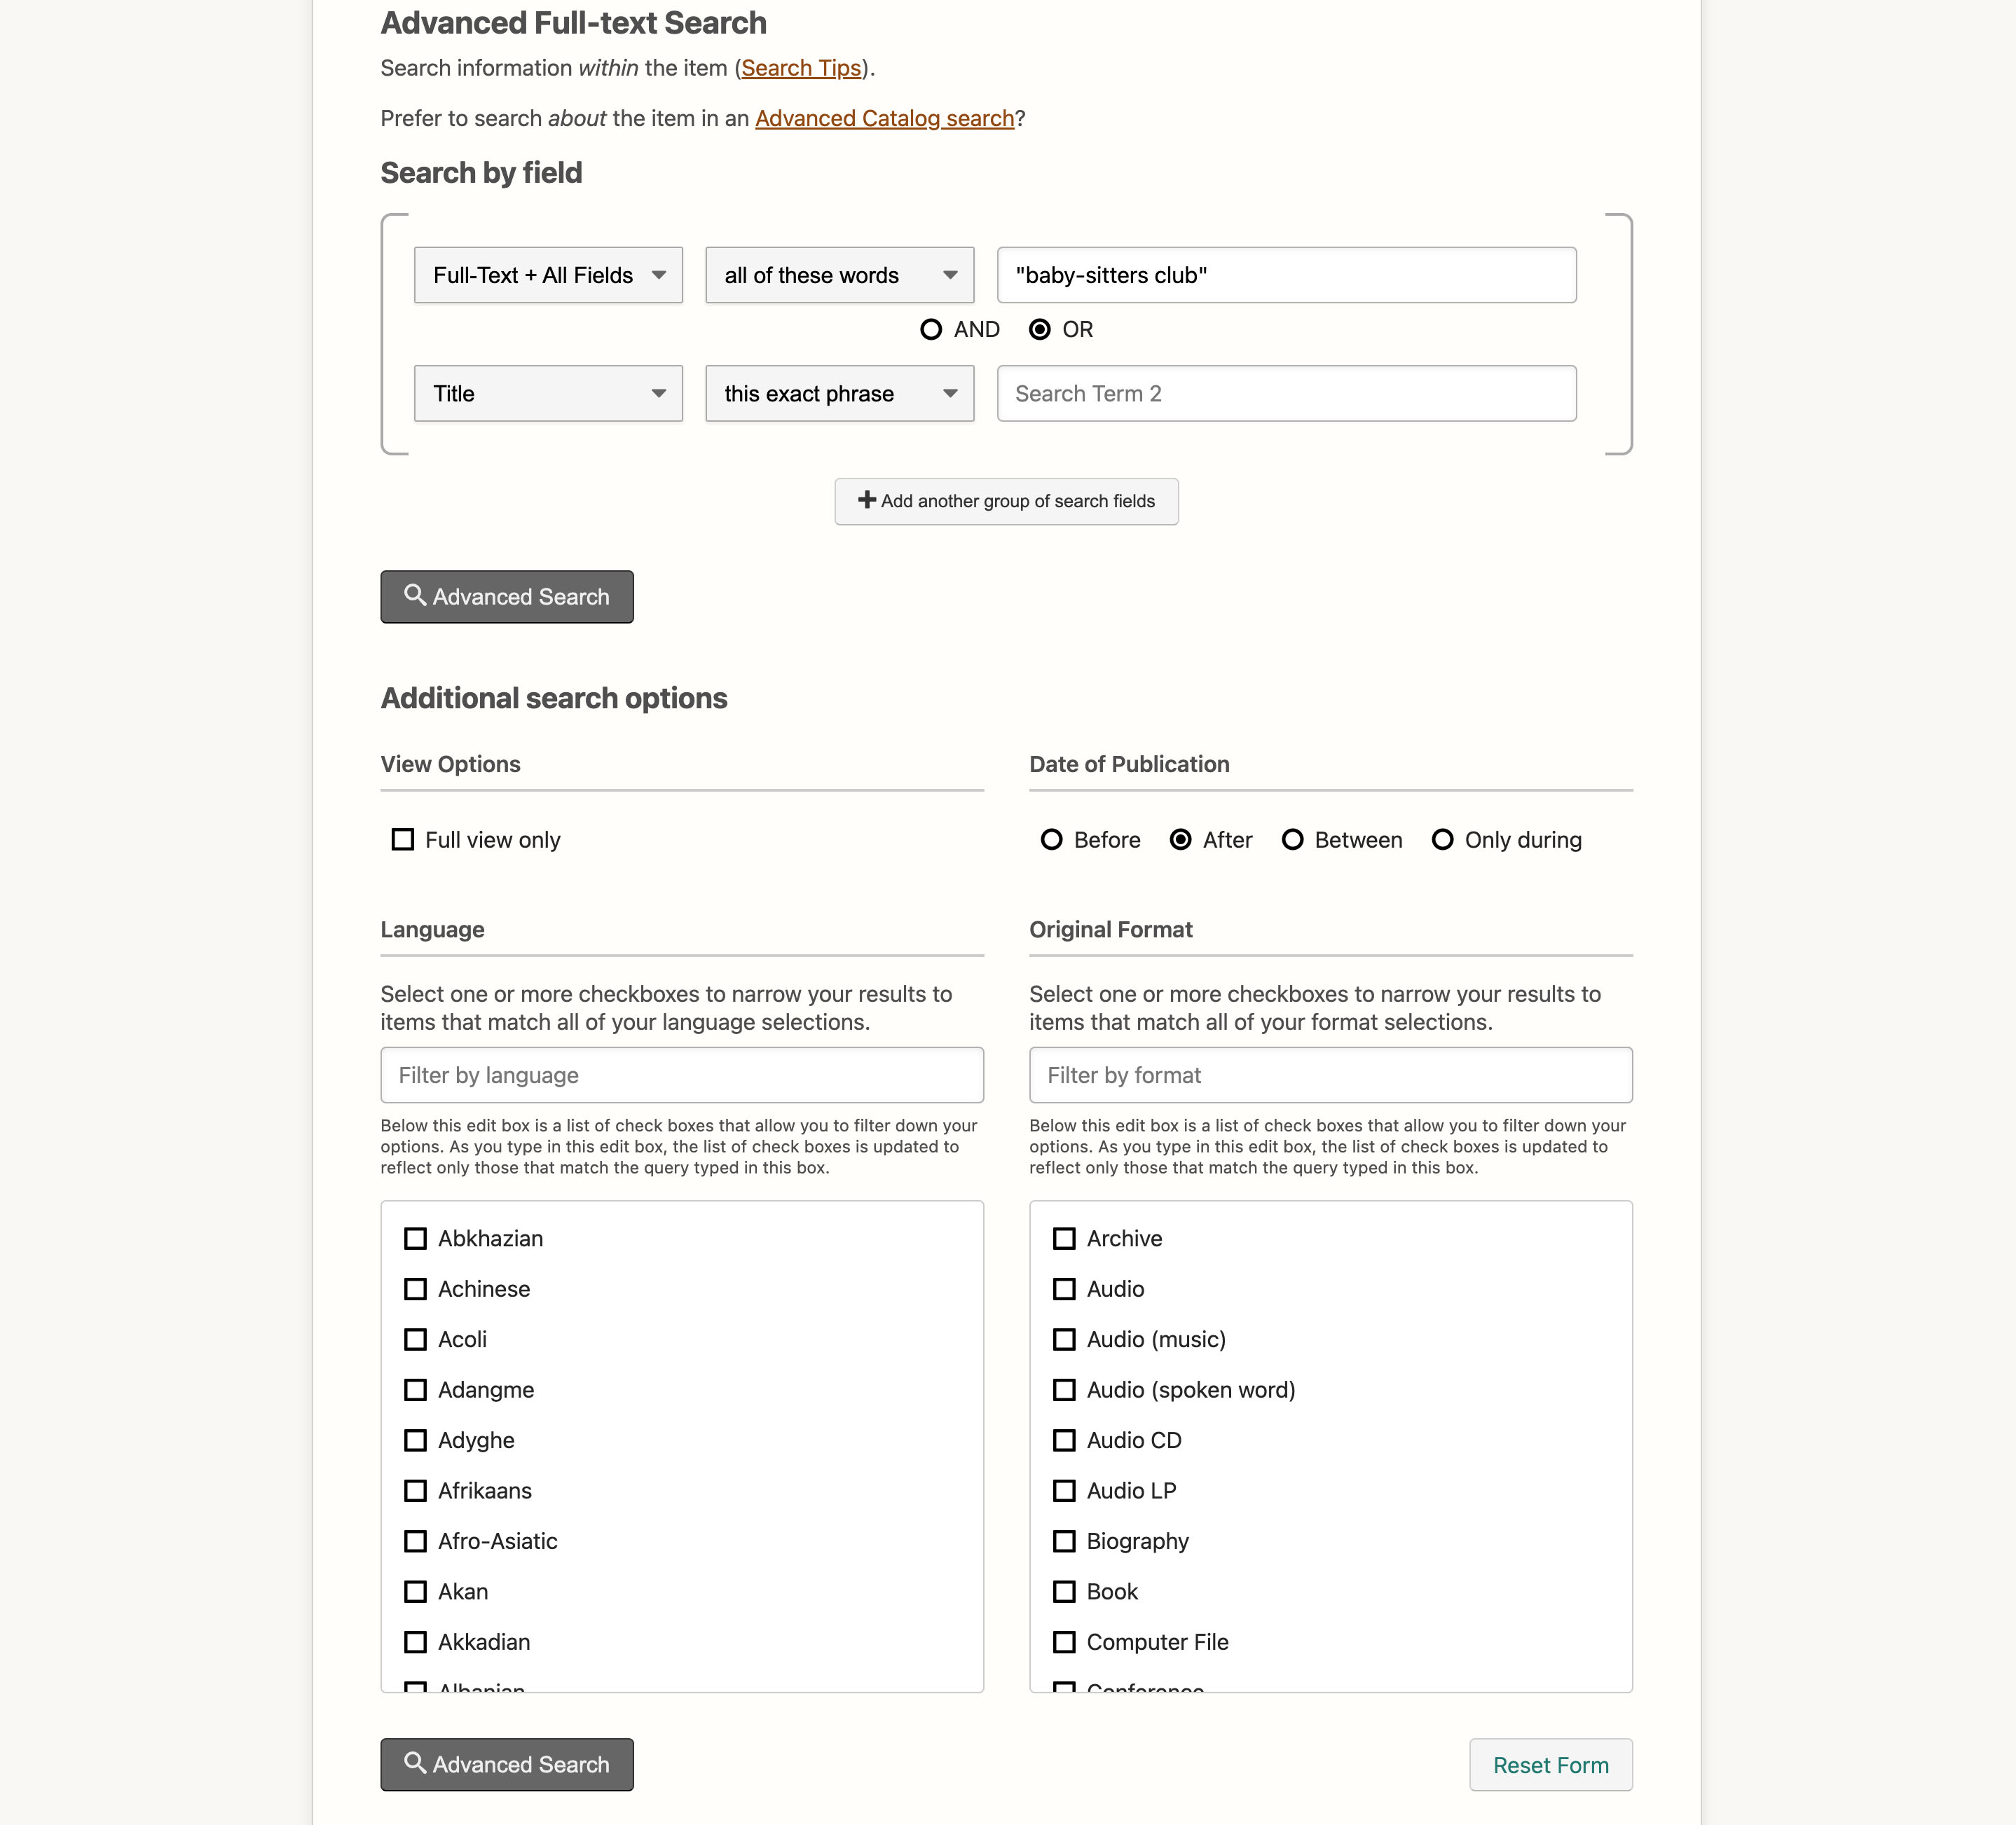 Advanced Full-text Search
Search information within the item (Search Tips).
Prefer to search about the item in an Advanced Catalog search?
Search by field
Full-Text + All Fields
all of these words
"baby-sitters club"
AND OR
Title
this exact phrase
Search Term 2
Add another group of search fields
Advanced Search
Additional search options
View Options
Full view only
Date of Publication
Before After Between Only during
Language
Select one or more checkboxes to narrow your results to
items that match all of your language selections.
Filter by language
Below this edit box is a list of check boxes that allow you to filter down your
options. As you type in this edit box, the list of check boxes is updated to
reflect only those that match the query typed in this box.
Abkhazian
Achinese
Acoli
Adangme
Adyghe
Afrikaans
Afro-Asiatic
Akan
Akkadian
Albanian
Original Format
Select one or more checkboxes to narrow your results to
items that match all of your format selections.
Filter by format
Below this edit box is a list of check boxes that allow you to filter down your
options. As you type in this edit box, the list of check boxes is updated to
reflect only those that match the query typed in this box.
Archive
Audio
Audio (music)
Audio (spoken word)
Audio CD
Audio LP
Biography
Book
Computer File
Conference
Advanced Search
Reset Form